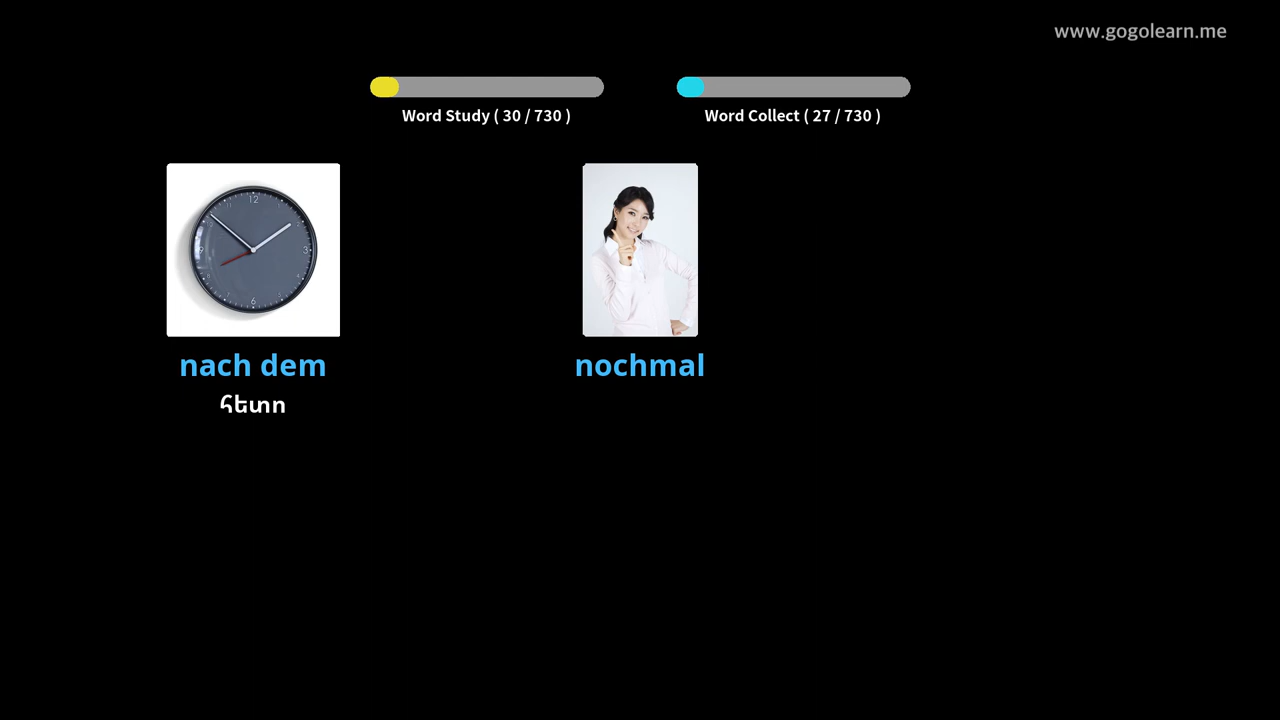 www.gogolearn.me
Word Study ( 30 / 730 )
Word Collect ( 27 / 730 )
nach dem
nochmal
հետո